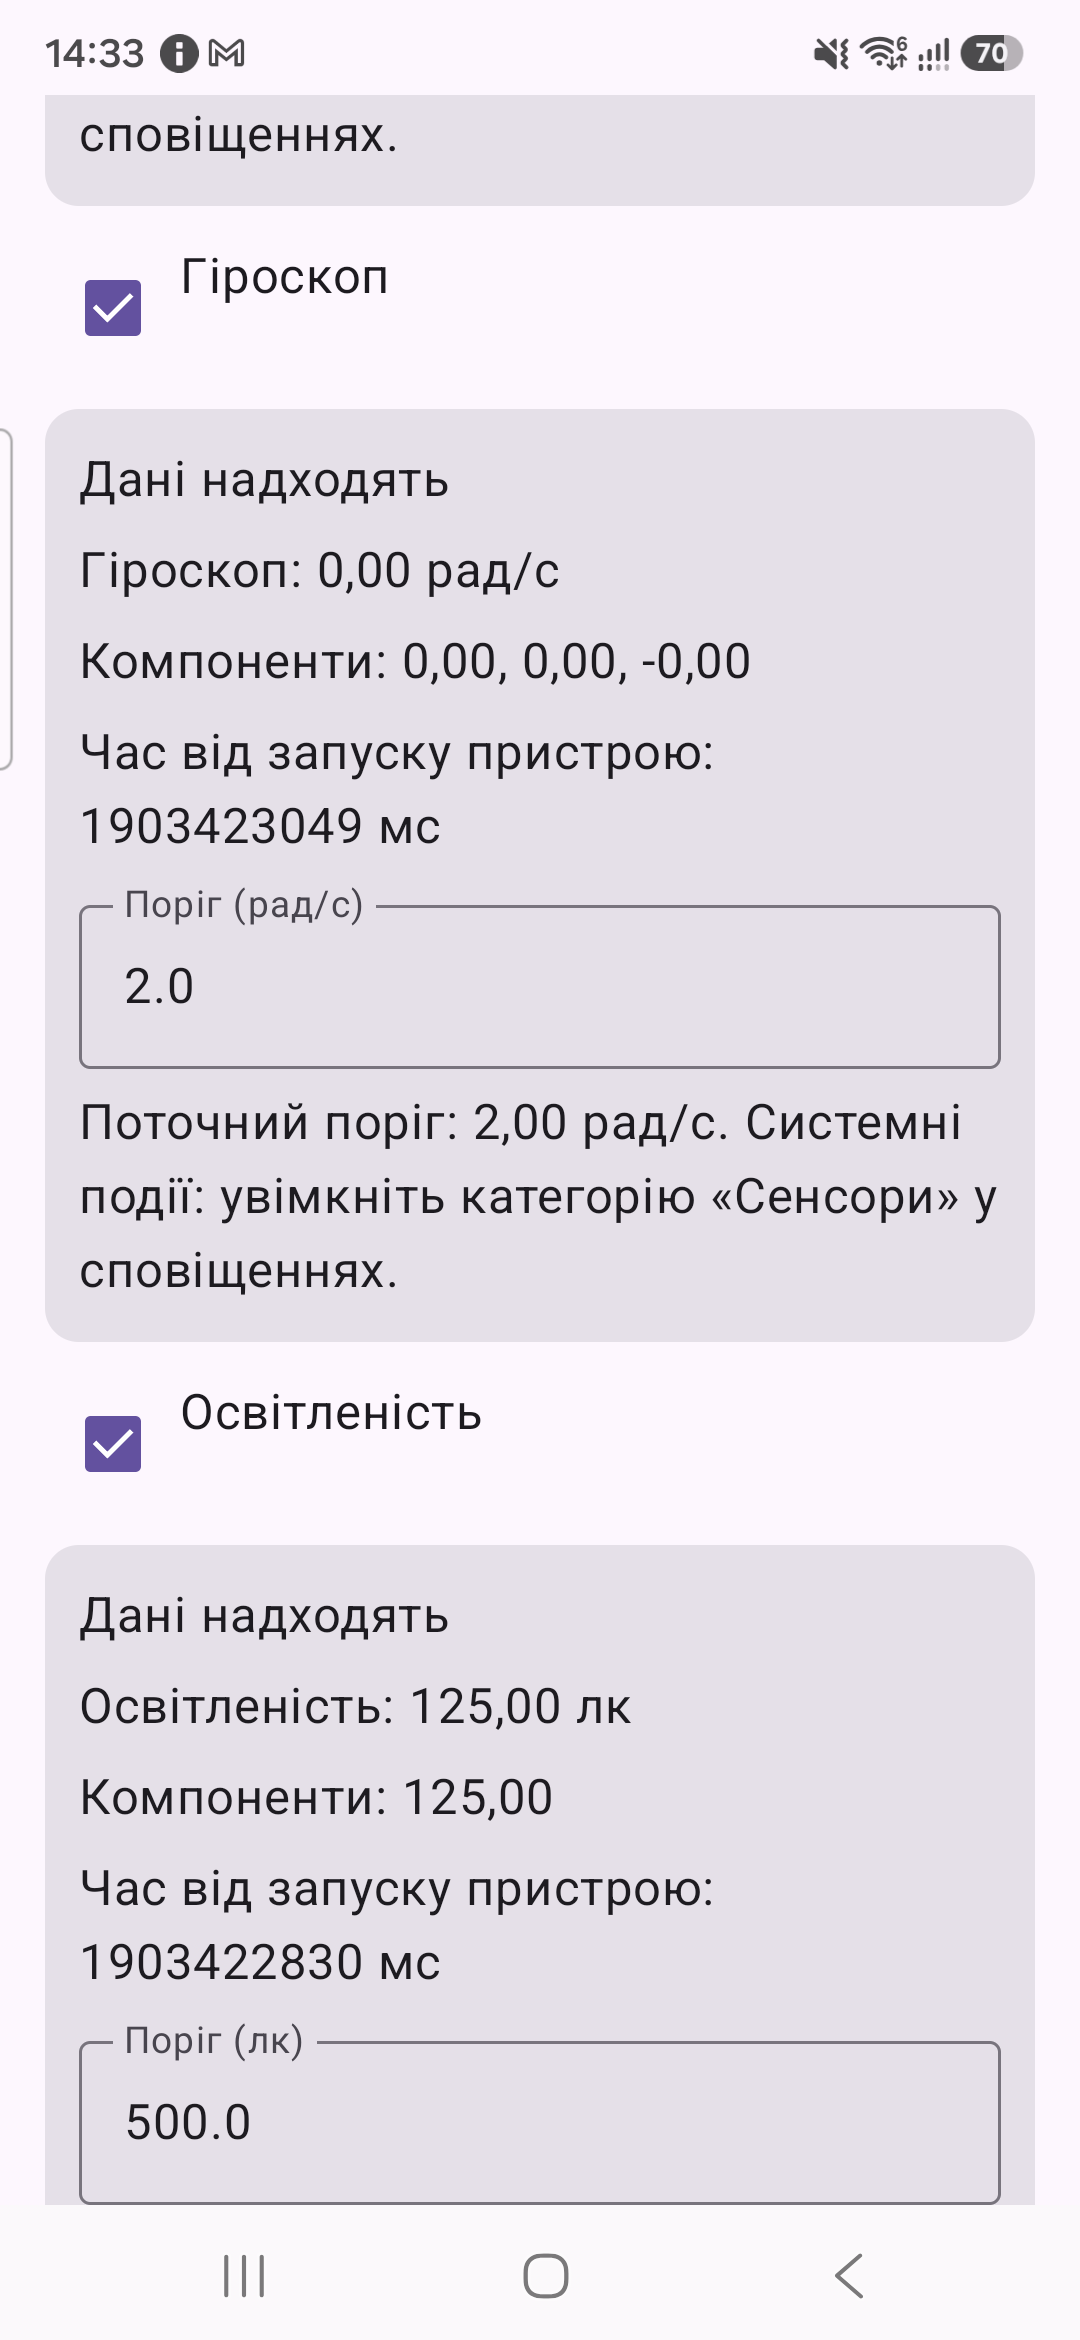 14:33
6
70
сповіщеннях.
Гіроскоп
Дані надходять
Гіроскоп: 0,00 рад/с
Компоненти: 0,00, 0,00, -0,00
Час від запуску пристрою:
1903423049 мс
Поріг (рад/с)
2.0
Поточний поріг: 2,00 рад/с. Системні
події: увімкніть категорію «Сенсори» у
сповіщеннях.
Освітленість
Дані надходять
Освітленість: 125,00 лк
Компоненти: 125,00
Час від запуску пристрою:
1903422830 мс
Поріг (лк)
500.0